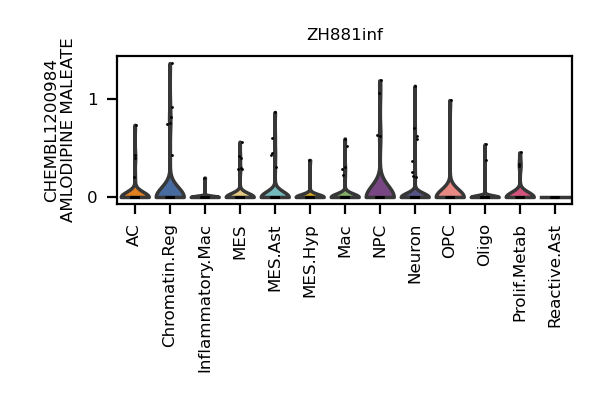 ZH881inf
CHEMBL1200984
AMLODIPINE MALEATE
1
0
AC
Chromatin.Reg
Inflammatory.Mac
MES
MES.Ast
MES.Hyp
Mac
NPC
Neuron
OPC
Oligo
Prolif.Metab
Reactive.Ast